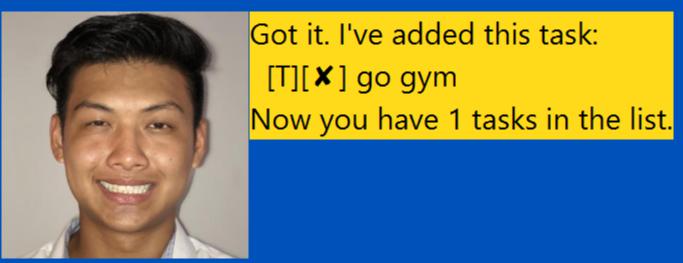 Got it. I've added this task:
[T][✘] go gym
Now you have 1 tasks in the list.